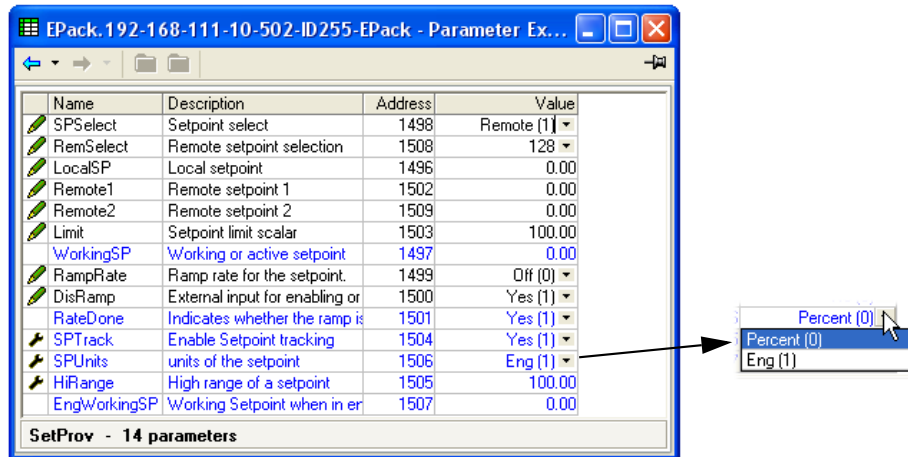 EPack.192-168-111-10-502-ID255-EPack - Parameter Ex...
Name Description Address Value
SPSelect Setpoint select 1498 Remote (1)
RemSelect Remote setpoint selection 1508 128
LocalSP Local setpoint 1496 0.00
Remote1 Remote setpoint 1 1502 0.00
Remote2 Remote setpoint 2 1509 0.00
Limit Setpoint limit scalar 1503 100.00
WorkingSP Working or active setpoint 1497 0.00
RampRate Ramp rate for the setpoint. 1499 Off (0)
DisRamp External input for enabling or 1500 Yes (1)
RateDone Indicates whether the ramp is 1501 Yes (1)
SPTrack Enable Setpoint tracking 1504 Yes (1)
SPUnits units of the setpoint 1506 Eng (1)
HiRange High range of a setpoint 1505 100.00
EngWorkingSP Working Setpoint when in er 1507 0.00
SetProv - 14 parameters
Percent (0)
Percent (0)
Eng (1)